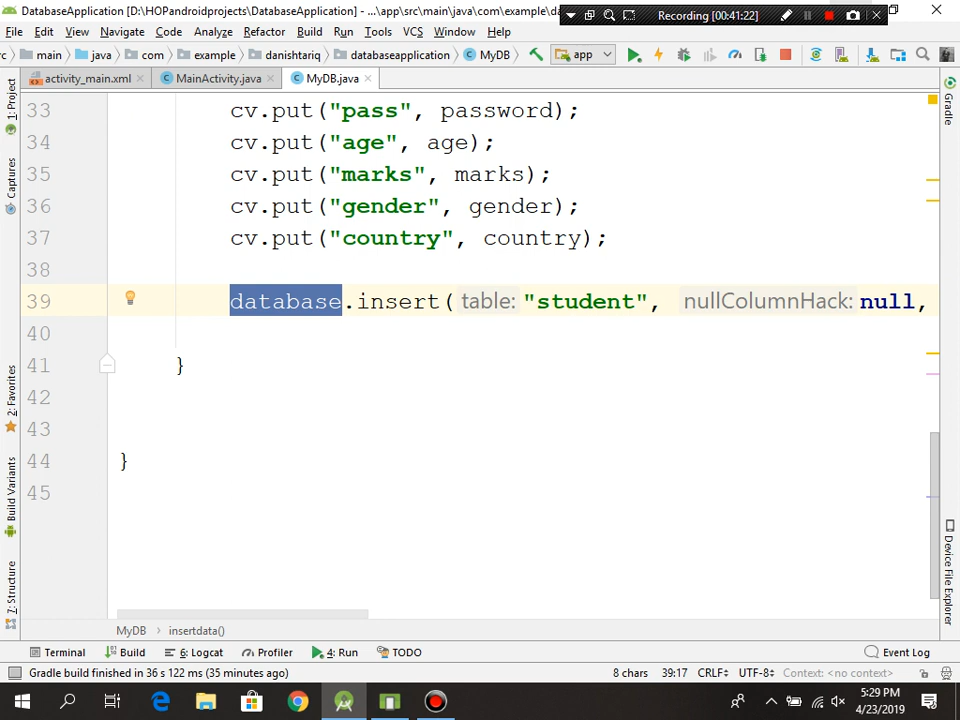 DatabaseApplication [D:\HOPandroidprojects\DatabaseApplication] - ...\app\src\main\java\com\example\da
Recording [00:41:22]
File Edit View Navigate Code Analyze Refactor Build Run Tools VCS Window Help
rc main java com example danishtariq databaseapplication MyDB app
activity_main.xml MainActivity.java MyDB.java
1: Project
Captures
2: Favorites
Build Variants
7: Structure
33 cv.put("pass", password);
34 cv.put("age", age);
35 cv.put("marks", marks);
36 cv.put("gender", gender);
37 cv.put("country", country);
38
39 database.insert( table: "student", nullColumnHack: null,
40
41 }
42
43
44 }
45
Gradle
Device File Explorer
MyDB › insertdata()
Terminal Build 6: Logcat Profiler 4: Run TODO Event Log
Gradle build finished in 36 s 122 ms (35 minutes ago) 8 chars 39:17 CRLF UTF-8 Context: <no context>
5:29 PM
4/23/2019